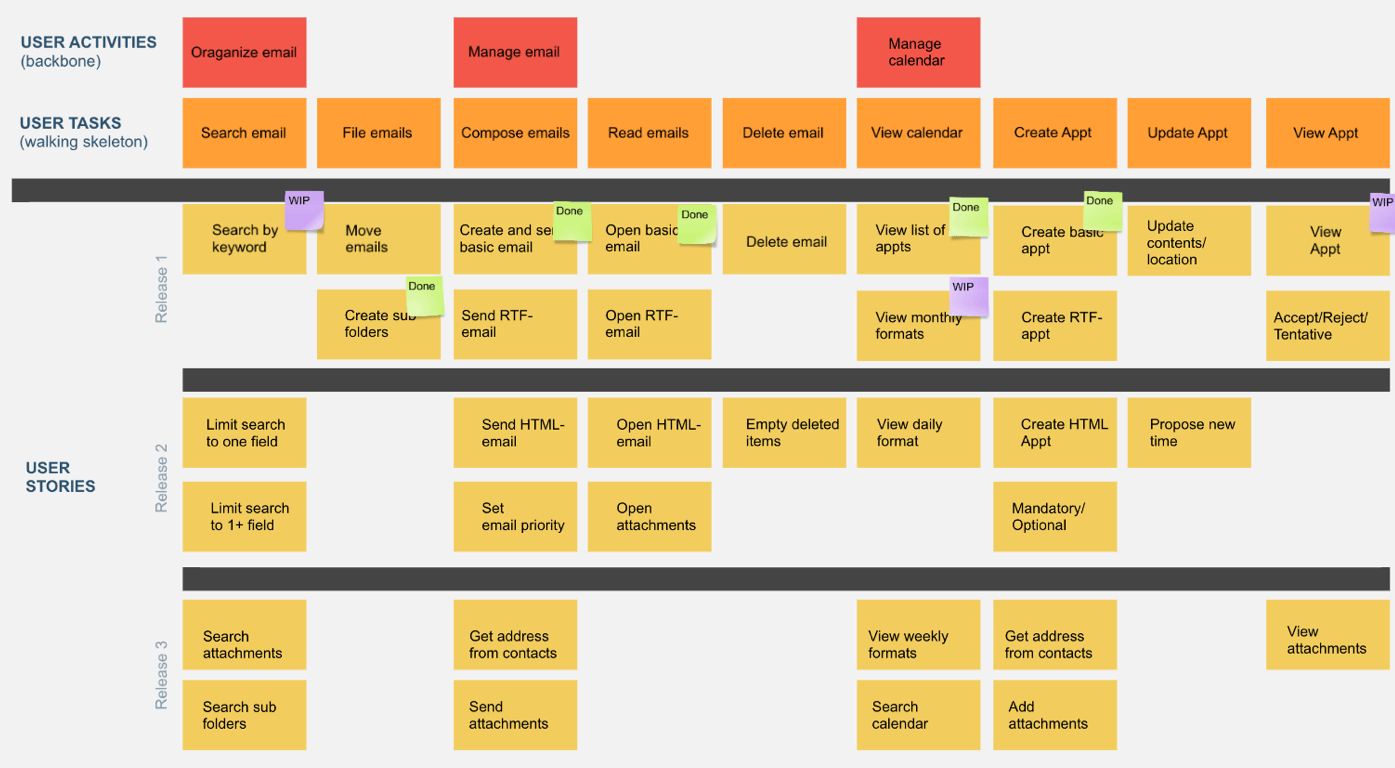 USER ACTIVITIES
(backbone)
Oraganize email
Manage email
Manage
calendar
USER TASKS
(walking skeleton)
Search email
File emails
Compose emails
Read emails
Delete email
View calendar
Create Appt
Update Appt
View Appt
Release 1
WIP
Search by
keyword
Move
emails
Done
Create and sen
basic email
Done
Open basic
email
Delete email
Done
View list of
appts
Done
Create basic
appt
Update
contents/
location
WIP
View
Appt
Done
Create sub
folders
Send RTF-
email
Open RTF-
email
WIP
View monthly
formats
Create RTF-
appt
Accept/Reject/
Tentative
USER
STORIES
Release 2
Limit search
to one field
Send HTML-
email
Open HTML-
email
Empty deleted
items
View daily
format
Create HTML
Appt
Propose new
time
Limit search
to 1+ field
Set
email priority
Open
attachments
Mandatory/
Optional
Release 3
Search
attachments
Get address
from contacts
View weekly
formats
Get address
from contacts
View
attachments
Search sub
folders
Send
attachments
Search
calendar
Add
attachments